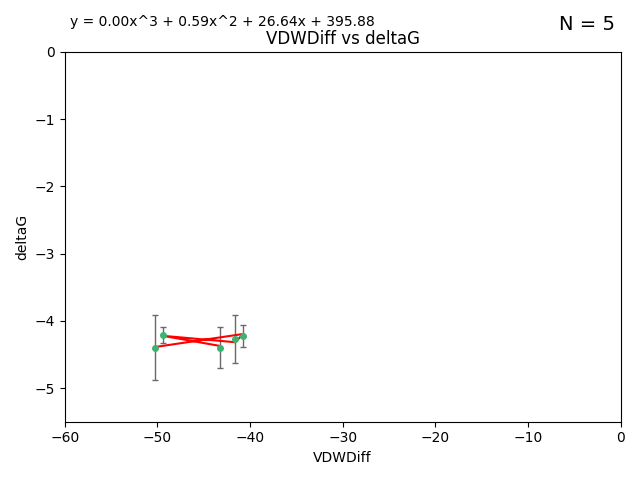 y = 0.00x^3 + 0.59x^2 + 26.64x + 395.88
N = 5
VDWDiff vs deltaG
0
−1
−2
−3
−4
−5
deltaG
−60 −50 −40 −30 −20 −10 0
VDWDiff